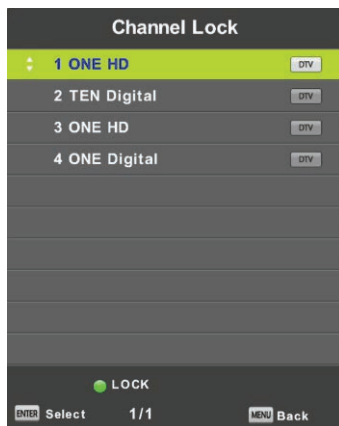 Channel Lock
1 ONE HD DTV
2 TEN Digital DTV
3 ONE HD DTV
4 ONE Digital DTV
LOCK
ENTER Select 1/1 MENU Back